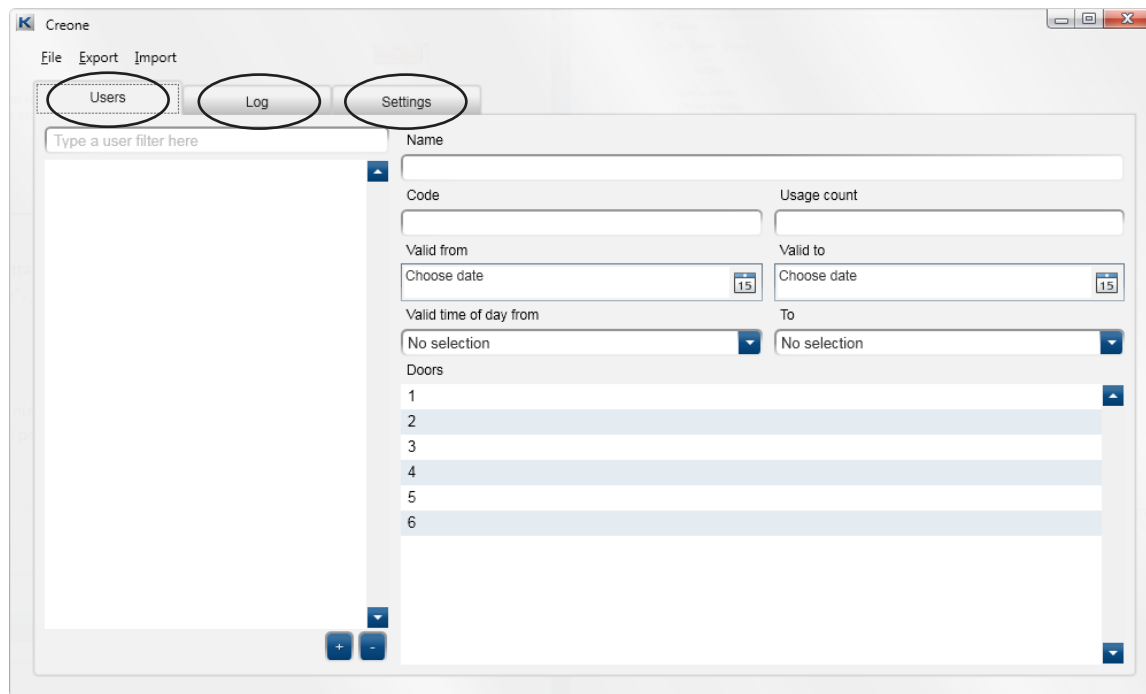 Creone
File Export Import
Users Log Settings
Type a user filter here
Name
Code Usage count
Valid from Valid to
Choose date 15 Choose date 15
Valid time of day from To
No selection No selection
Doors
1
2
3
4
5
6
+ -